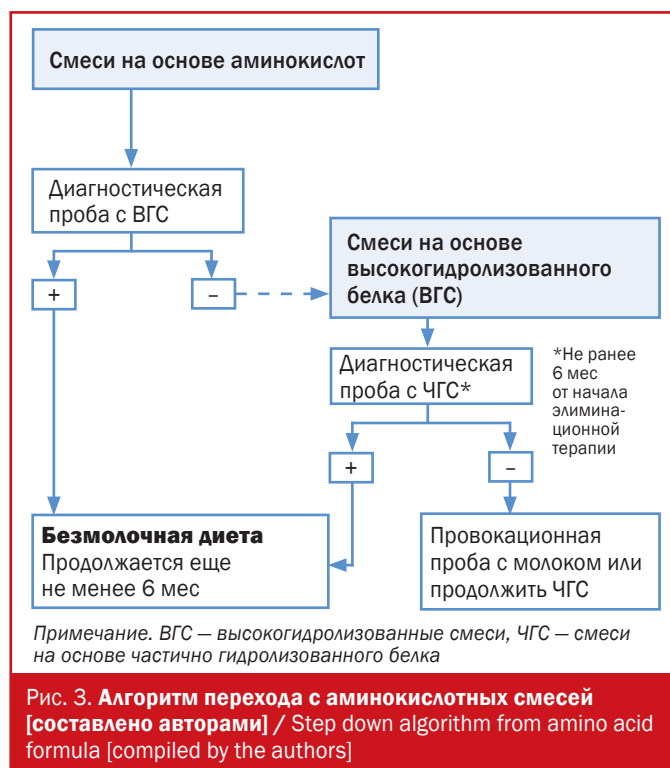 Смеси на основе аминокислот
Диагностическая
проба с ВГС
+
–
Смеси на основе
высокогидролизованного
белка (ВГС)
Диагностическая
проба с ЧГС*
*Не ранее
6 мес
от начала
элимина-
ционной
терапии
+
–
Безмолочная диета
Продолжается еще
не менее 6 мес
Провокационная
проба с молоком или
продолжить ЧГС
Примечание. ВГС — высокогидролизованные смеси, ЧГС — смеси
на основе частично гидролизованного белка
Рис. 3. Алгоритм перехода с аминокислотных смесей
[составлено авторами] / Step down algorithm from amino acid
formula [compiled by the authors]